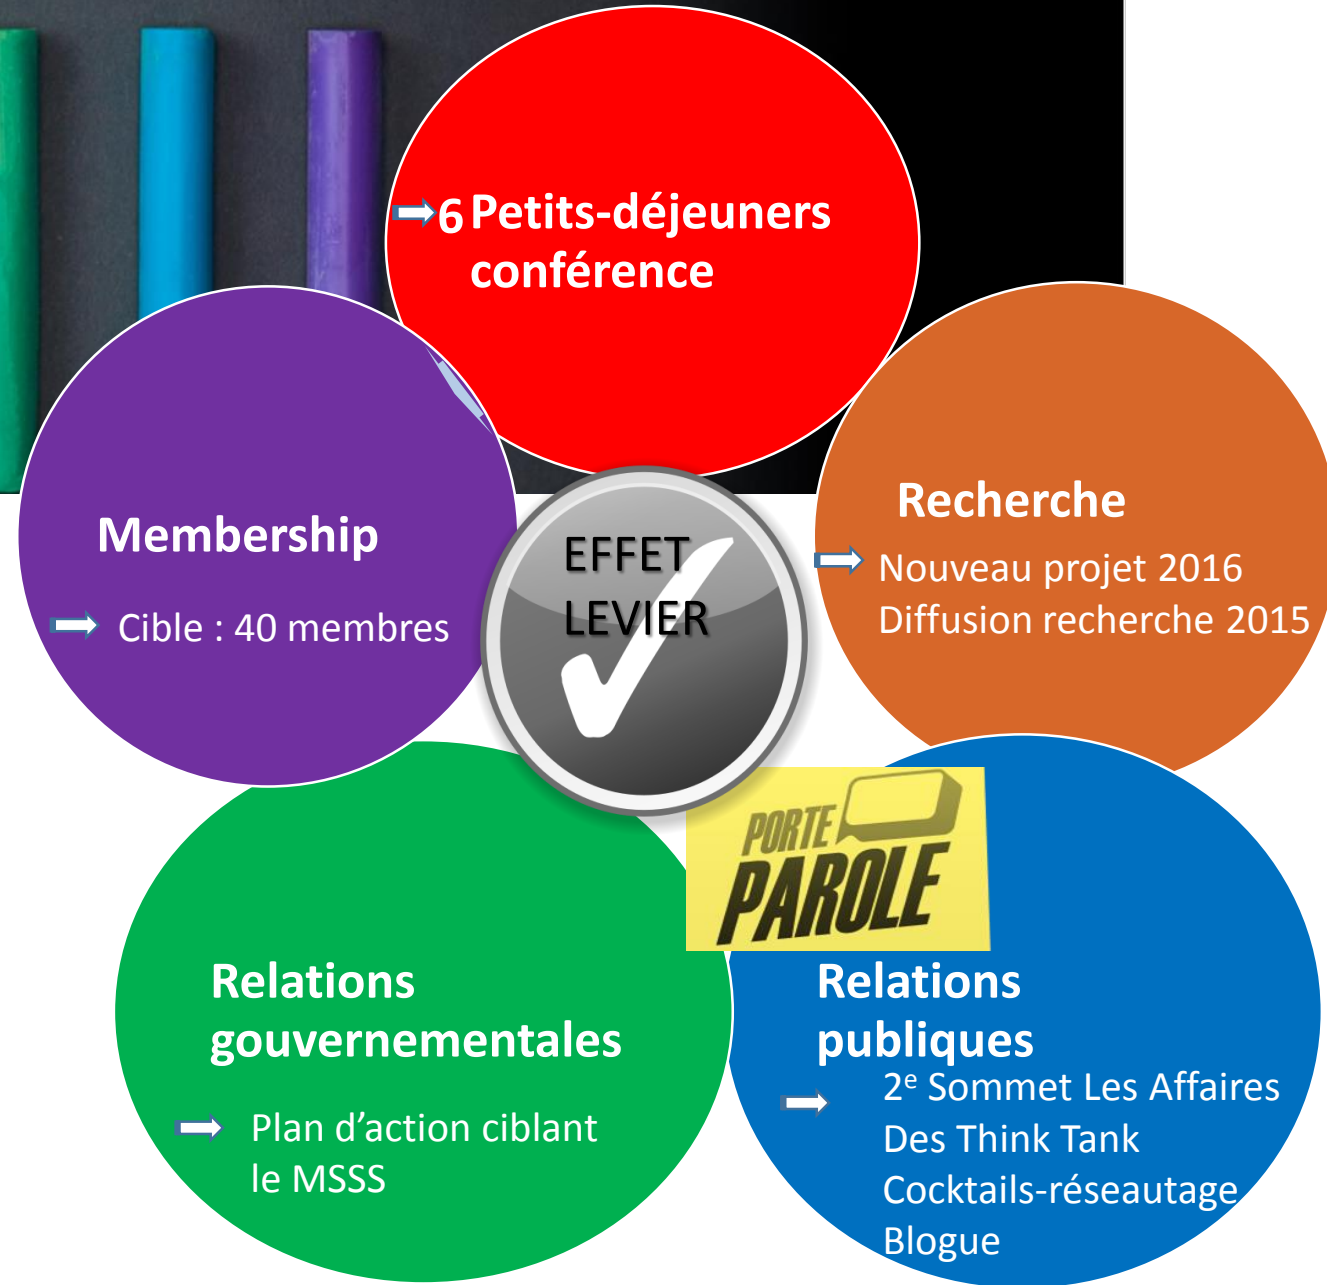 6 Petits-déjeuners
conférence
Membership
Cible : 40 membres
EFFET
LEVIER
Recherche
Nouveau projet 2016
Diffusion recherche 2015
PORTE
PAROLE
Relations
gouvernementales
Plan d’action ciblant
le MSSS
Relations
publiques
2e Sommet Les Affaires
Des Think Tank
Cocktails-réseautage
Blogue